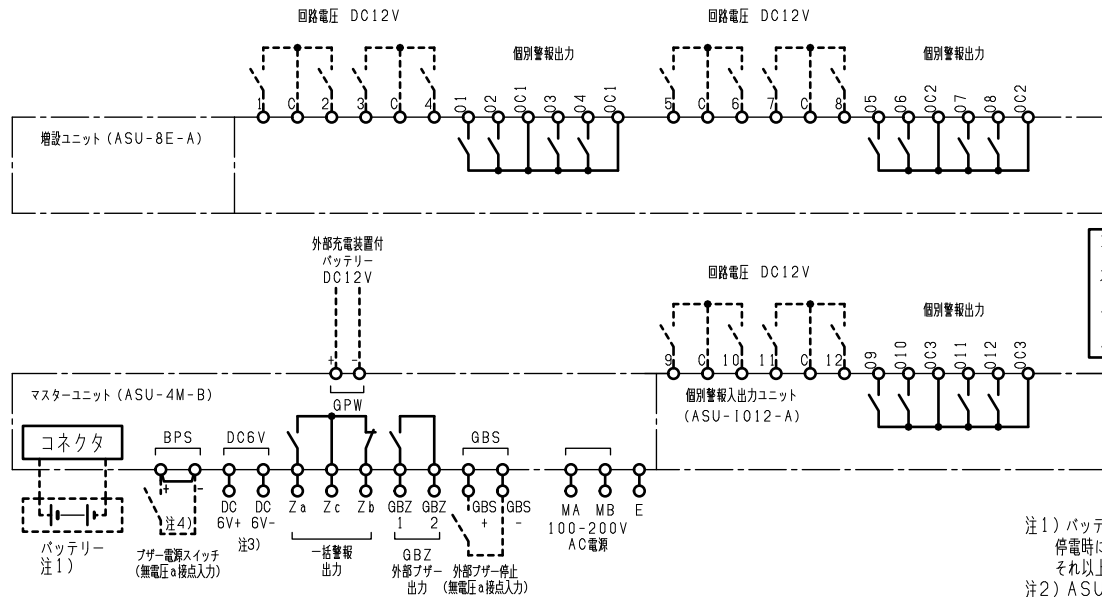 回路電圧 DC12V
回路電圧 DC12V
個別警報出力
個別警報出力
1 C 2 3 C 4 O1 O2 OC1 O3 O4 OC1 5 C 6 7 C 8 O5 O6 OC2 O7 O8 OC2
増設ユニット(ASU-8E-A)
外部充電装置付
バッテリー
DC12V
回路電圧 DC12V
個別警報出力
+ -
9 C 10 11 C 12 O9 O10 OC3 O11 O12 OC3
マスターユニット(ASU-4M-B)
GPW
個別警報入出力ユニット
(ASU-IO12-A)
コネクタ
BPS
DC6V
GBS
+ -
注4)
DC
6V+
DC
6V-
注3)
Za Zc Zb
GBZ
1
GBZ
2
GBS
+
GBS
-
MA MB E
100-200V
AC電源
バッテリー
注1)
ブザー電源スイッチ
(無電圧a接点入力)
一括警報
出力
GBZ
外部ブザー
出力
外部ブザー停止
(無電圧a接点入力)
注1)バッテ
停電時に
それ以上
注2)ASU